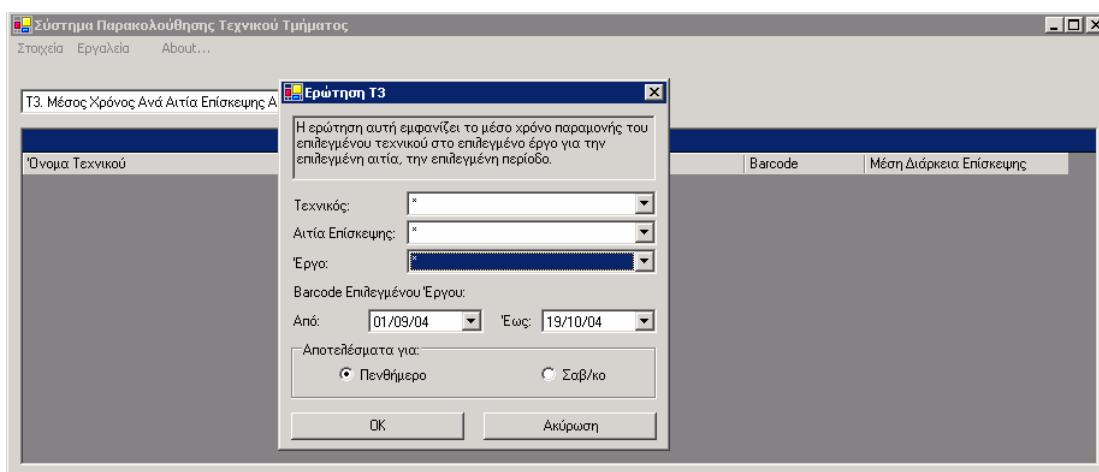 Σύστημα Παρακολούθησης Τεχνικού Τμήματος
Στοιχεία Εργαλεία About...
Τ3. Μέσος Χρόνος Ανά Αιτία Επίσκεψης Α
Όνομα Τεχνικού Barcode Μέση Διάρκεια Επίσκεψης
Ερώτηση Τ3
Η ερώτηση αυτή εμφανίζει το μέσο χρόνο παραμονής του
επιλεγμένου τεχνικού στο επιλεγμένο έργο για την
επιλεγμένη αιτία, την επιλεγμένη περίοδο.
Τεχνικός: *
Αιτία Επίσκεψης: *
Έργο: *
Barcode Επιλεγμένου Έργου:
Από: 01/09/04 Έως: 19/10/04
Αποτελέσματα για:
Πενθήμερο Σαβ/κο
OK Ακύρωση